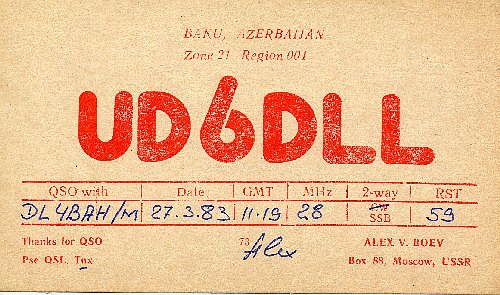 BAKU, AZERBAIJAN
Zone 21 Region 001
UD6DLL
QSO with Date GMT MHz 2-way RST
DL4BAH/M 27.3.83 11.19 28 SSB 59
Thanks for QSO 73 Alex ALEX V. BOEV
Pse QSL, Tnx Box 88, Moscow, USSR